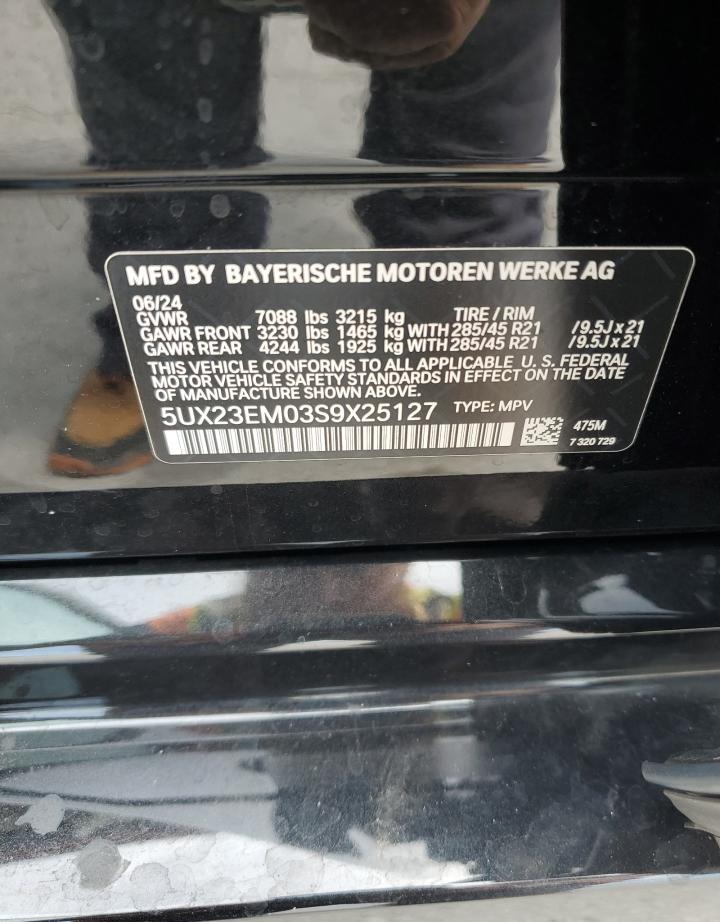 MFD BY BAYERISCHE MOTOREN WERKE AG
06/24
GVWR 7088 lbs 3215 kg TIRE / RIM
GAWR FRONT 3230 lbs 1465 kg WITH 285/45 R21 /9.5J x 21
GAWR REAR 4244 lbs 1925 kg WITH 285/45 R21 /9.5J x 21
THIS VEHICLE CONFORMS TO ALL APPLICABLE U. S. FEDERAL
MOTOR VEHICLE SAFETY STANDARDS IN EFFECT ON THE DATE
OF MANUFACTURE SHOWN ABOVE.
5UX23EM03S9X25127 TYPE: MPV
475M
7 320 729